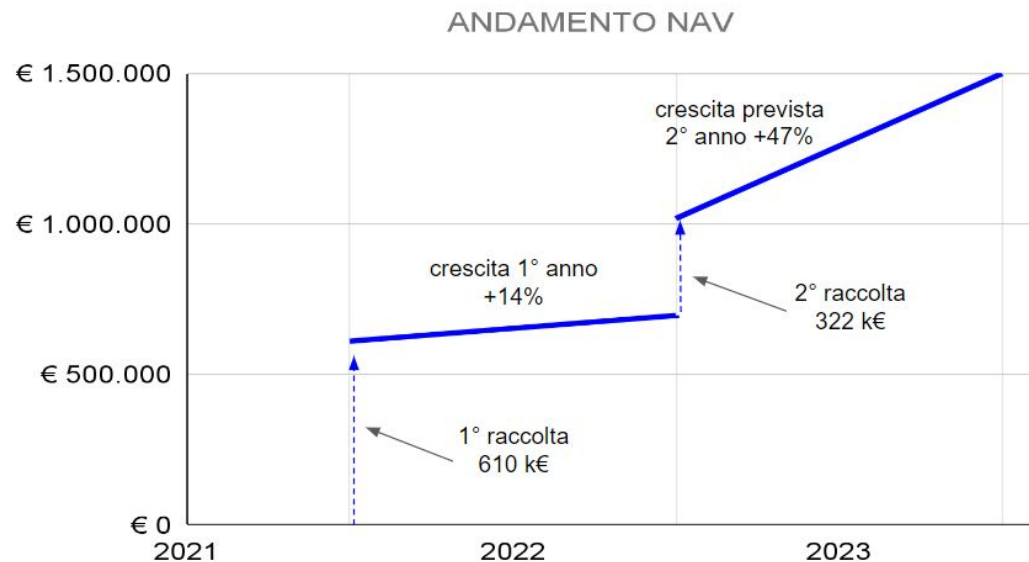 ANDAMENTO NAV
€ 1.500.000
crescita prevista
2° anno +47%
€ 1.000.000
crescita 1° anno
+14%
2° raccolta
322 k€
€ 500.000
1° raccolta
610 k€
€ 0
2021
2022
2023